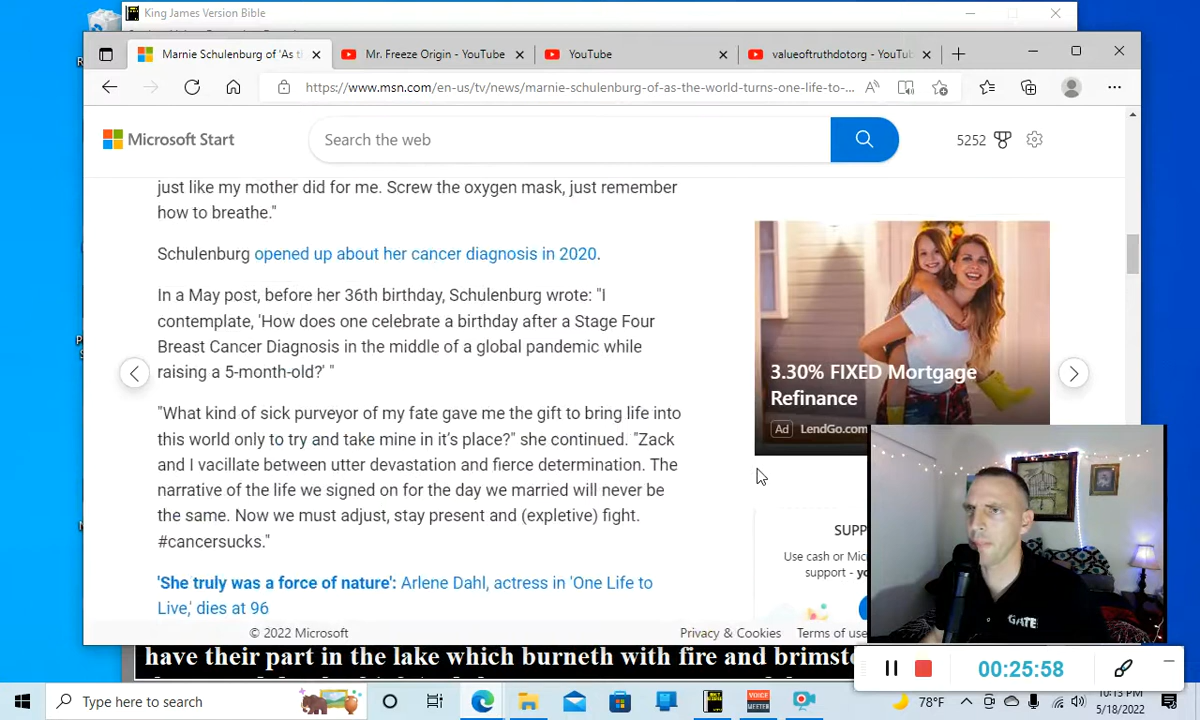 King James Version Bible
Marnie Schulenburg of 'As t
Mr. Freeze Origin - YouTube
YouTube
valueoftruthdotorg - YouTub
https://www.msn.com/en-us/tv/news/marnie-schulenburg-of-as-the-world-turns-one-life-to-...
Microsoft Start
Search the web
5252
just like my mother did for me. Screw the oxygen mask, just remember
how to breathe."
Schulenburg opened up about her cancer diagnosis in 2020.
In a May post, before her 36th birthday, Schulenburg wrote: "I
contemplate, 'How does one celebrate a birthday after a Stage Four
Breast Cancer Diagnosis in the middle of a global pandemic while
raising a 5-month-old?' "
"What kind of sick purveyor of my fate gave me the gift to bring life into
this world only to try and take mine in it's place?" she continued. "Zack
and I vacillate between utter devastation and fierce determination. The
narrative of the life we signed on for the day we married will never be
the same. Now we must adjust, stay present and (expletive) fight.
#cancersucks."
'She truly was a force of nature': Arlene Dahl, actress in 'One Life to
Live,' dies at 96
3.30% FIXED Mortgage
Refinance
Ad LendGo.com
SUPP
Use cash or Mic
support - yo
GATE
© 2022 Microsoft
Privacy & Cookies
Terms of use
have their part in the lake which burneth with fire and brimst
00:25:58
Type here to search
VOICE
MEETER
78°F
10:13 PM
5/18/2022